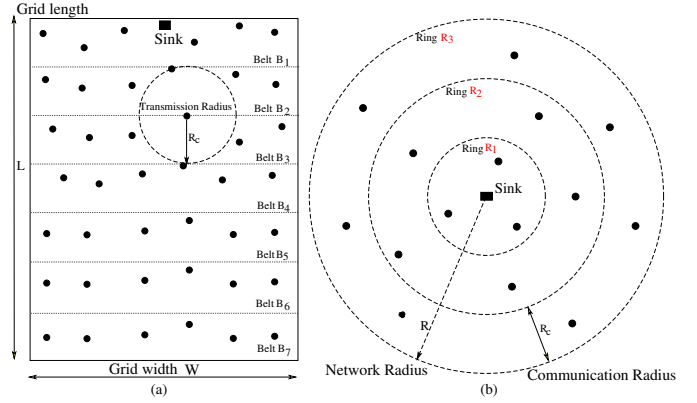 Grid length
Sink
Belt B1
Transmission Radius
Belt B2
Rc
Belt B3
L
Belt B4
Belt B5
Belt B6
Belt B7
Grid width W
(a)
Ring R3
Ring R2
Ring R1
Sink
R
Rc
Network Radius
Communication Radius
(b)